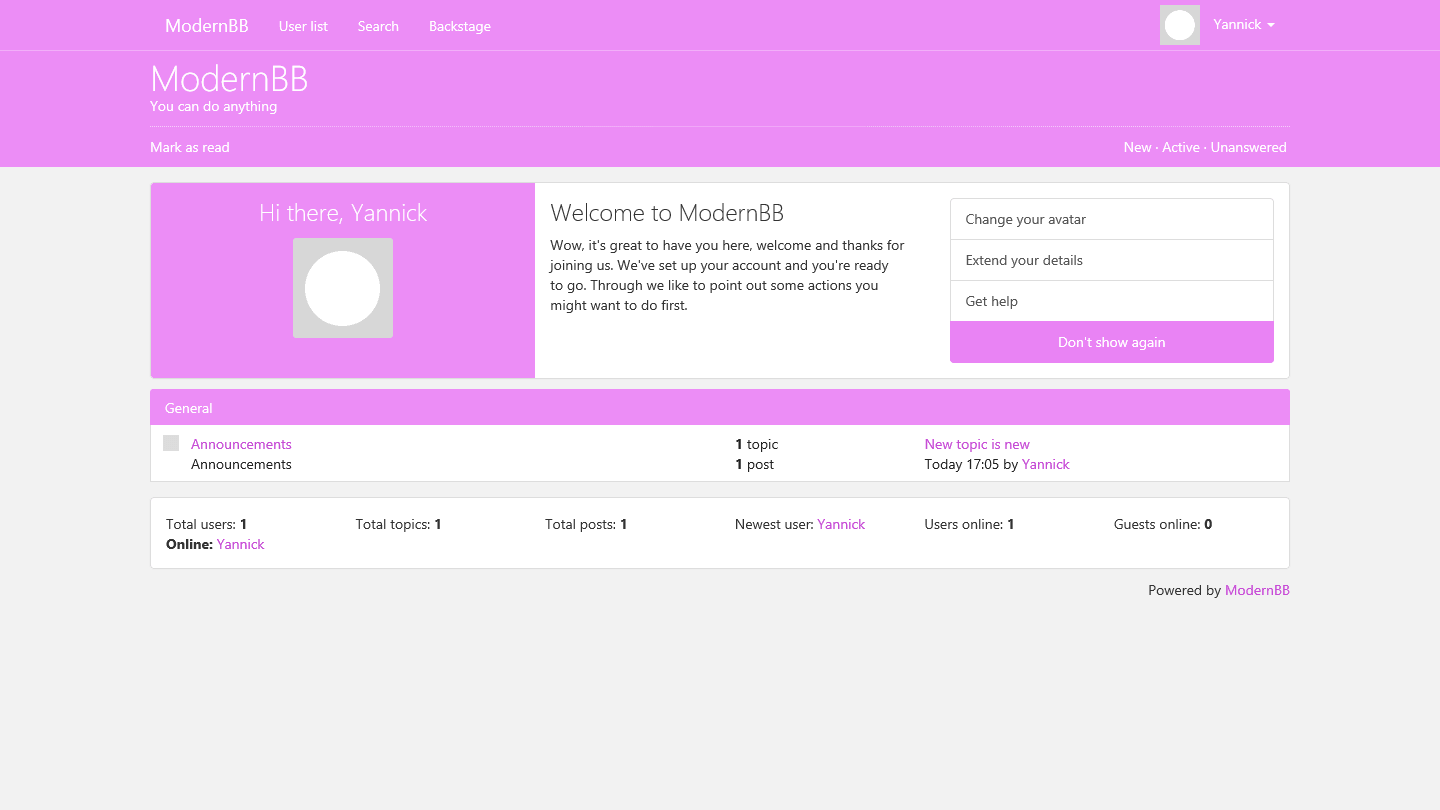 ModernBB User list Search Backstage Yannick
ModernBB
You can do anything
Mark as read New · Active · Unanswered
Hi there, Yannick
Welcome to ModernBB
Wow, it's great to have you here, welcome and thanks for
joining us. We've set up your account and you're ready
to go. Through we like to point out some actions you
might want to do first.
Change your avatar
Extend your details
Get help
Don't show again
General
Announcements 1 topic New topic is new
Announcements 1 post Today 17:05 by Yannick
Total users: 1 Total topics: 1 Total posts: 1 Newest user: Yannick Users online: 1 Guests online: 0
Online: Yannick
Powered by ModernBB